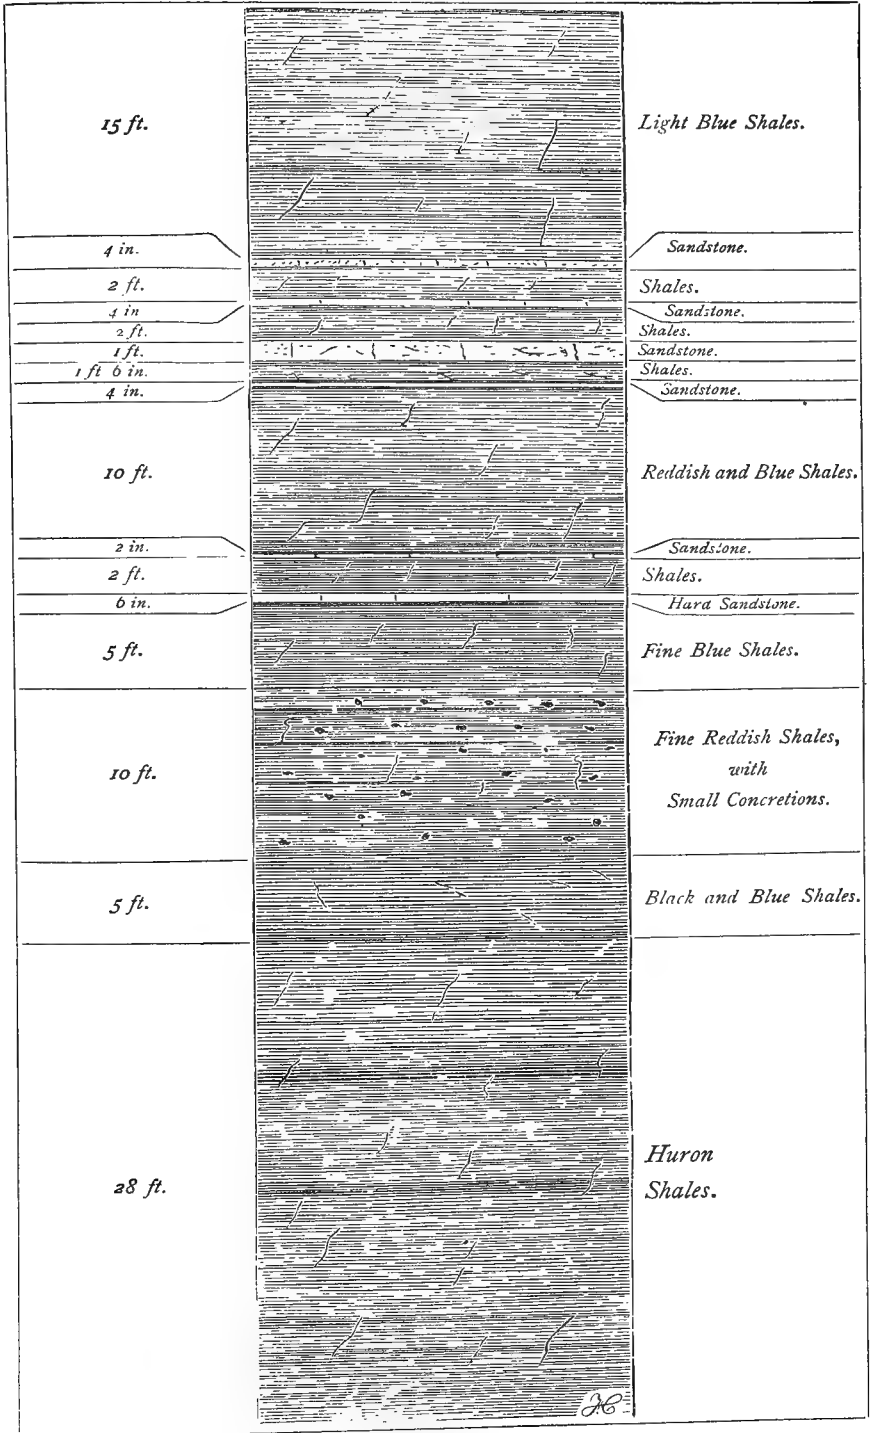 15 ft.
Light Blue Shales.
4 in.
Sandstone.
2 ft.
Shales.
4 in
Sandstone.
2 ft.
Shales.
1 ft.
Sandstone.
1 ft 6 in.
Shales.
4 in.
Sandstone.
10 ft.
Reddish and Blue Shales.
2 in.
Sandstone.
2 ft.
Shales.
6 in.
Hard Sandstone.
5 ft.
Fine Blue Shales.
10 ft.
Fine Reddish Shales,
with
Small Concretions.
5 ft.
Black and Blue Shales.
28 ft.
Huron
Shales.